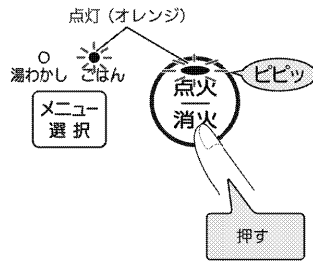 点灯（オレンジ）
湯わかし ごはん
メニュー
選択
点火
消火
ピピッ
押す